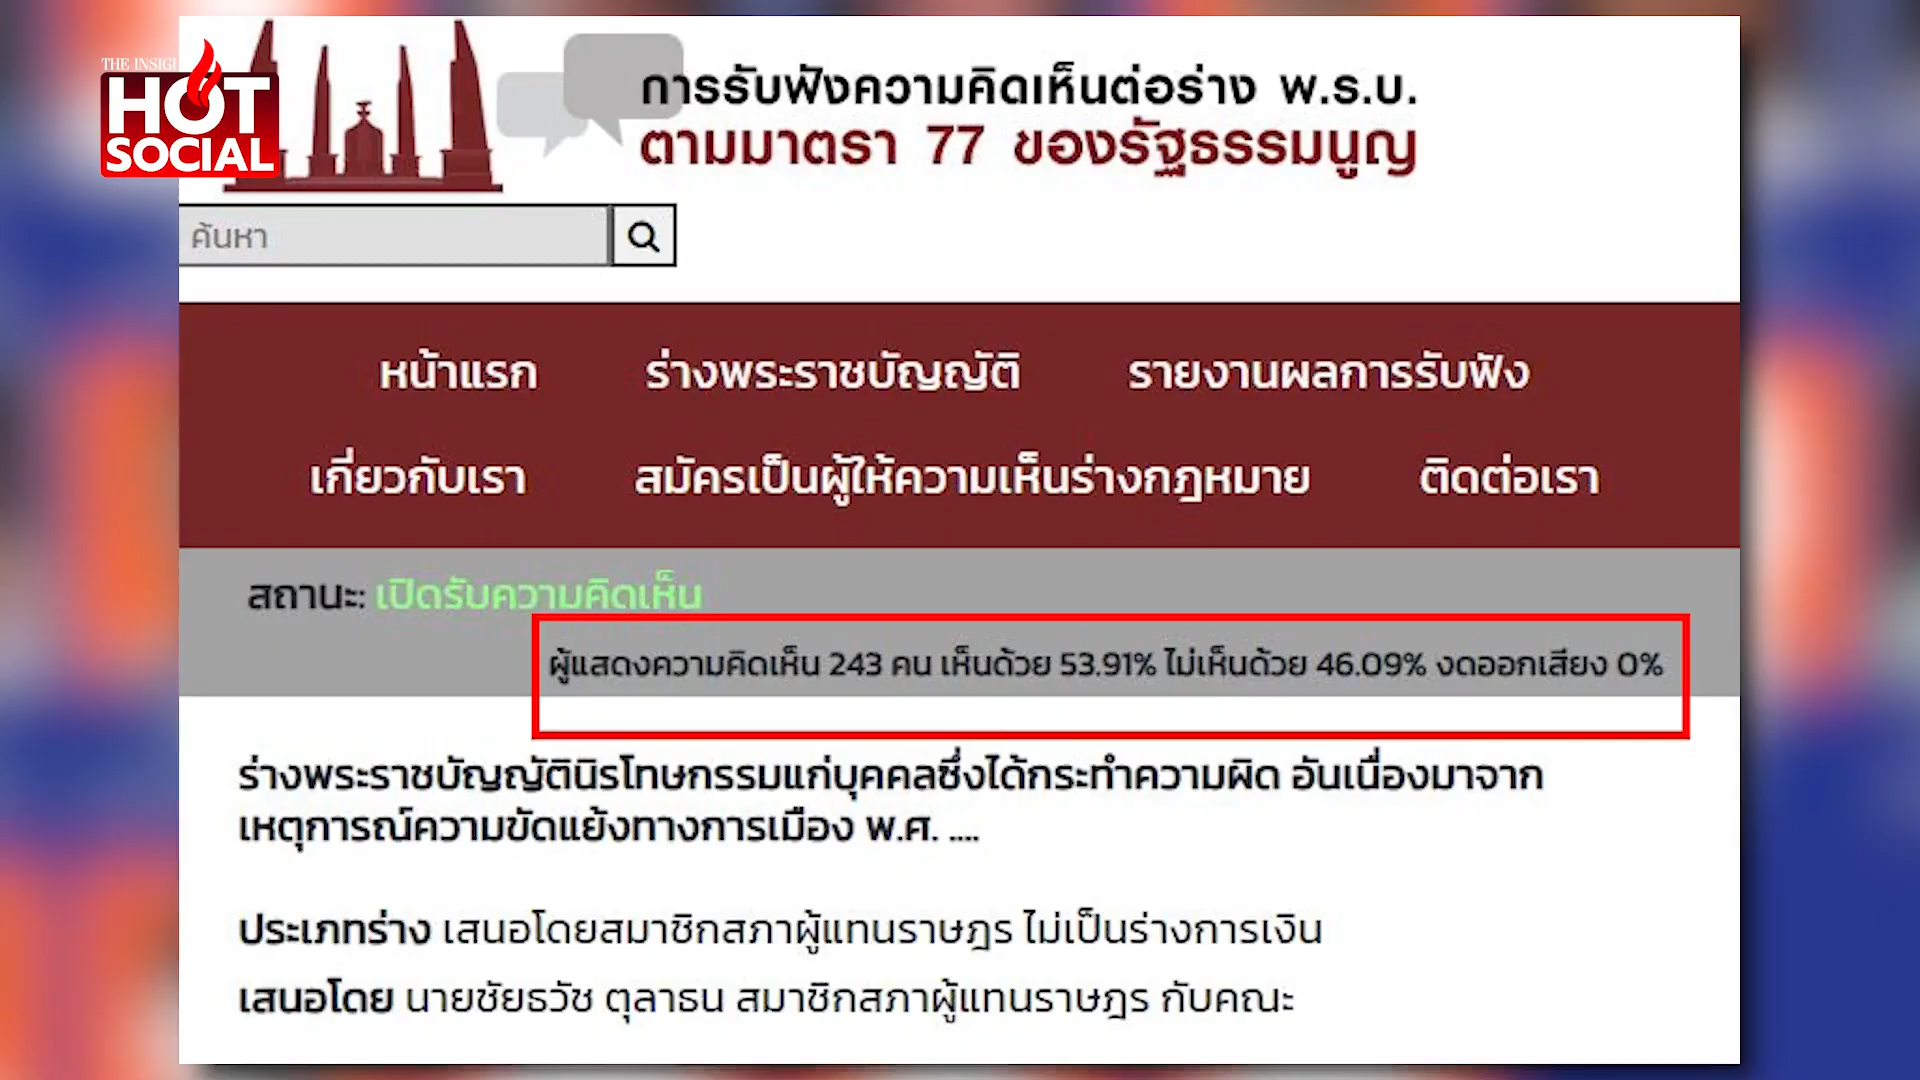 THE INSIGH
HOT
SOCIAL
การรับฟังความคิดเห็นต่อร่าง พ.ร.บ.
ตามมาตรา 77 ของรัฐธรรมนูญ
ค้นหา
หน้าแรก ร่างพระราชบัญญัติ รายงานผลการรับฟัง
เกี่ยวกับเรา สมัครเป็นผู้ให้ความเห็นร่างกฎหมาย ติดต่อเรา
สถานะ: เปิดรับความคิดเห็น
ผู้แสดงความคิดเห็น 243 คน เห็นด้วย 53.91% ไม่เห็นด้วย 46.09% งดออกเสียง 0%
ร่างพระราชบัญญัตินิรโทษกรรมแก่บุคคลซึ่งได้กระทำความผิด อันเนื่องมาจาก
เหตุการณ์ความขัดแย้งทางการเมือง พ.ศ. ....
ประเภทร่าง เสนอโดยสมาชิกสภาผู้แทนราษฎร ไม่เป็นร่างการเงิน
เสนอโดย นายชัยธวัช ตุลาธน สมาชิกสภาผู้แทนราษฎร กับคณะ